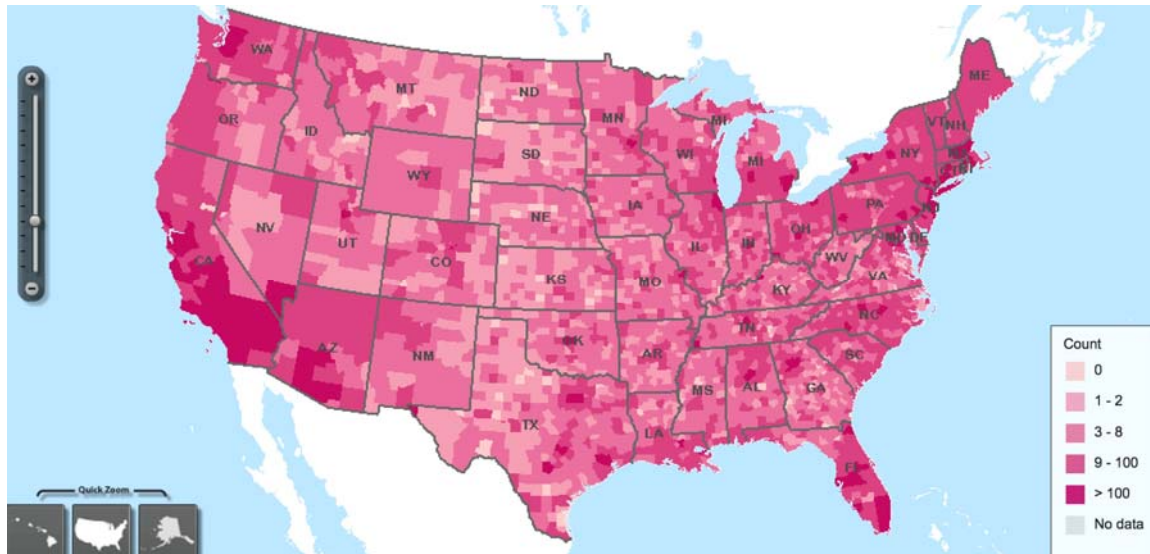 WA
MT
ND
MN
ME
OR
ID
SD
WI
MI
MI
VT
NH
NY
WY
IA
PA
NE
NV
UT
CO
IL
IN
OH
WV
VA
CA
KS
MO
KY
NC
AZ
NM
OK
TN
AR
SC
MS
AL
GA
TX
LA
FL
DE
Count
0
1 - 2
3 - 8
9 - 100
> 100
No data
Quick Zoom